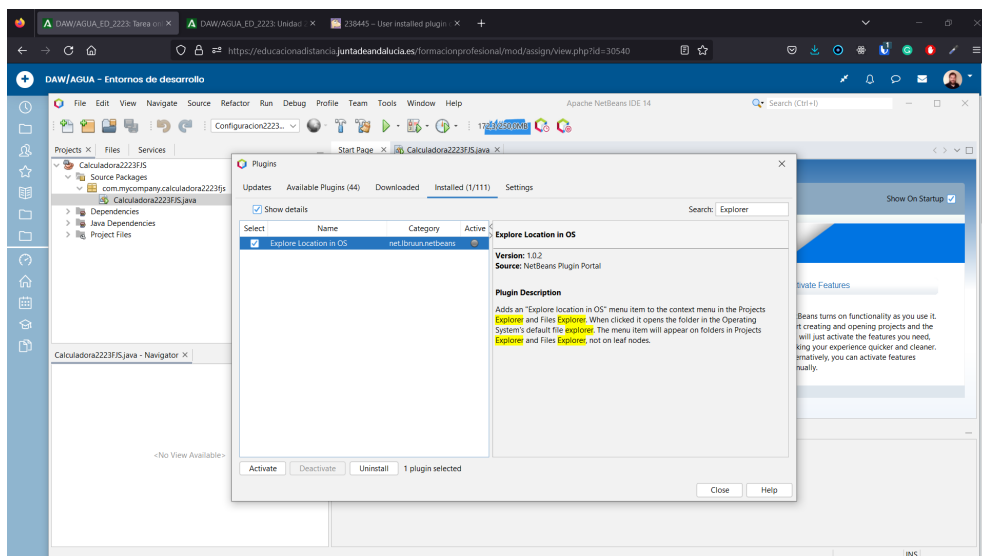 DAW/AGUA_ED_2223: Tarea on
DAW/AGUA_ED_2223: Unidad
238445 – User installed plugin
https://educacionadistancia.juntadeandalucia.es/formacionprofesional/mod/assign/view.php?id=30540
DAW/AGUA - Entornos de desarrollo
File Edit View Navigate Source Refactor Run Debug Profile Team Tools Window Help
Apache NetBeans IDE 14
Search (Ctrl+I)
Configuracion2223...
Projects Files Services
Start Page Calculadora2223FJS.java
Calculadora2223FJS
Source Packages
com.mycompany.calculadora2223fjs
Calculadora2223FJS.java
Dependencies
Java Dependencies
Project Files
Plugins
Updates Available Plugins (44) Downloaded Installed (1/111) Settings
Show details
Search: Explorer
Select Name Category Active
Explore Location in OS net.lbruun.netbeans
Explore Location in OS
Version: 1.0.2
Source: NetBeans Plugin Portal
Plugin Description
Adds an "Explore location in OS" menu item to the context menu in the Projects
Explorer and Files Explorer. When clicked it opens the folder in the Operating
System's default file explorer. The menu item will appear on folders in Projects
Explorer and Files Explorer, not on leaf nodes.
Show On Startup
tivate Features
Beans turns on functionality as you use it.
rt creating and opening projects and the
will just activate the features you need,
king your experience quicker and cleaner.
ernatively, you can activate features
nually.
Calculadora2223FJS.java - Navigator
<No View Available>
Activate Deactivate Uninstall 1 plugin selected
Close Help
INS